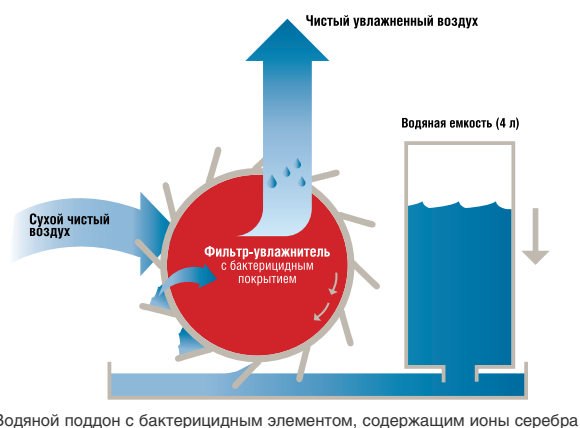 Чистый увлажненный воздух
Водяная емкость (4 л)
Сухой чистый
воздух
Фильтр-увлажнитель
с бактерицидным
покрытием
Водяной поддон с бактерицидным элементом, содержащим ионы серебра